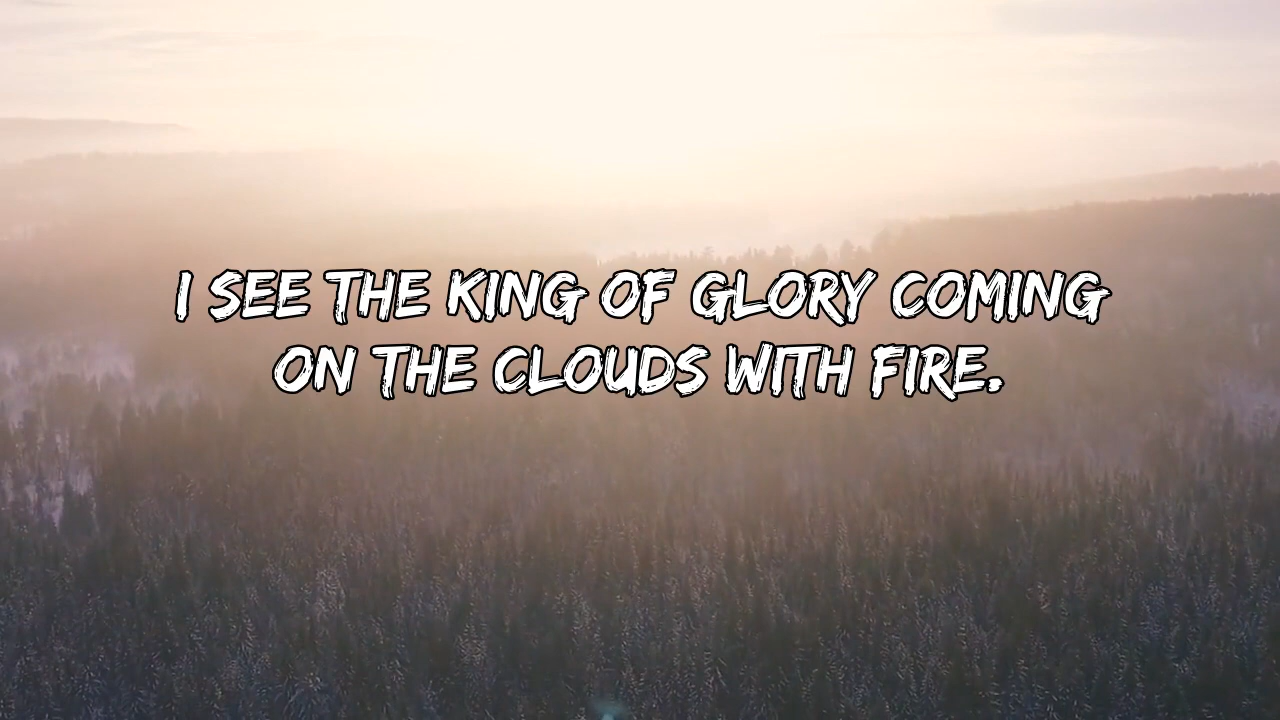 I SEE THE KING OF GLORY COMING
ON THE CLOUDS WITH FIRE.